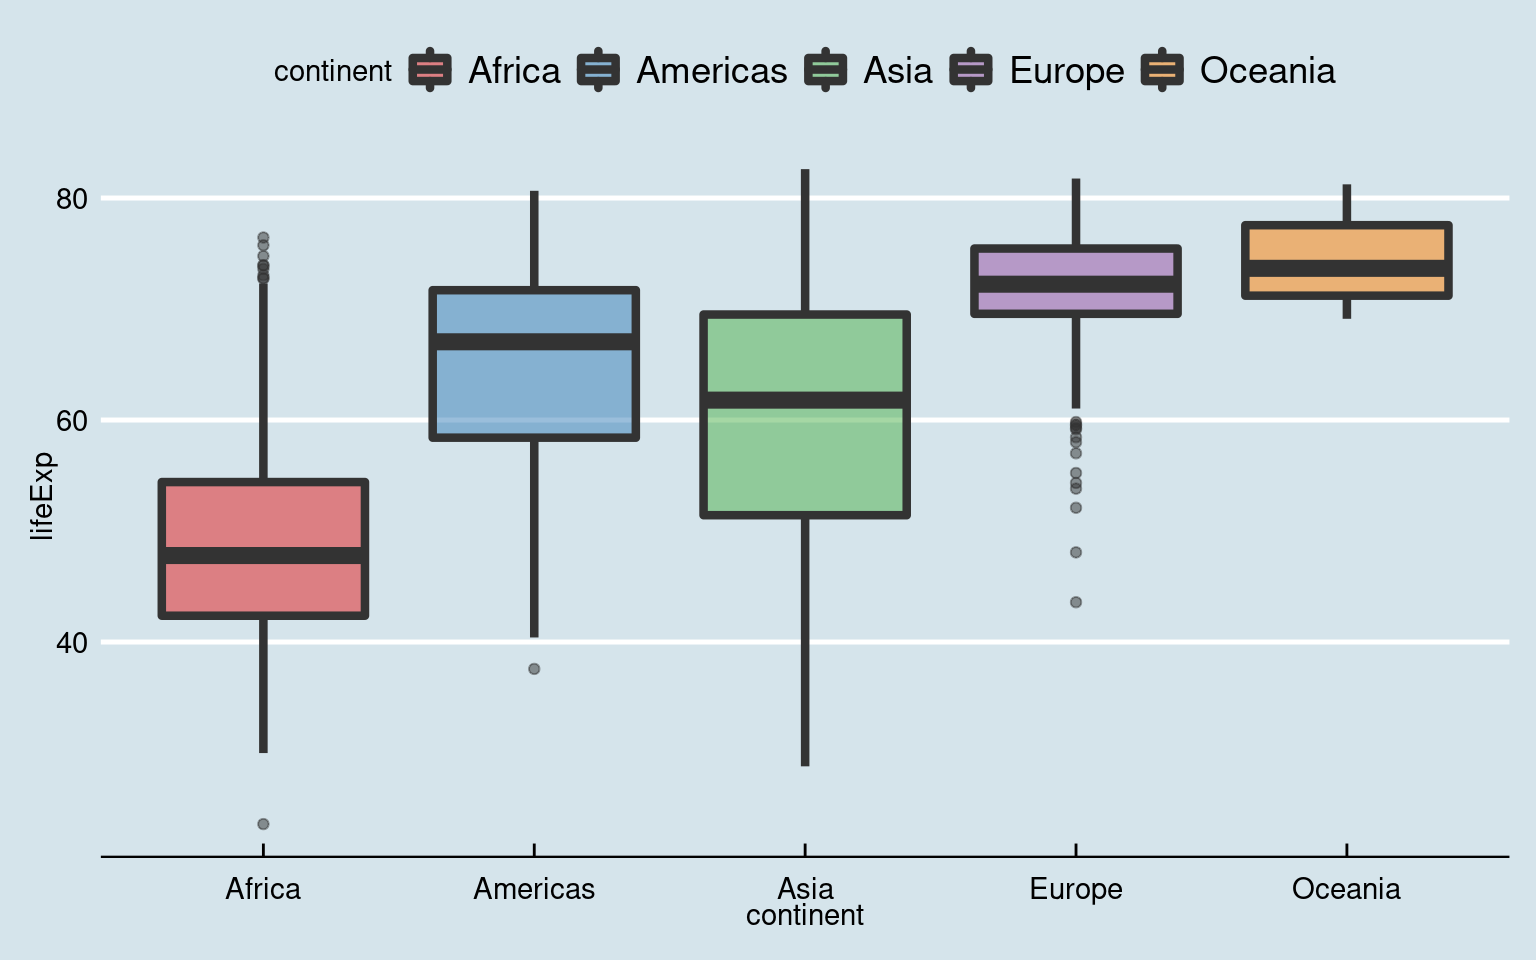 continent Africa Americas Asia Europe Oceania
80
60
40
lifeExp
Africa Americas Asia Europe Oceania
continent